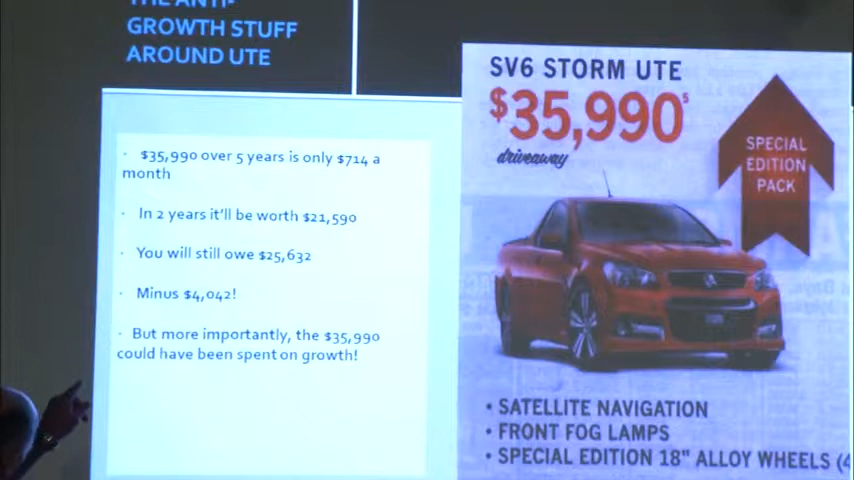 THE ANTI-
GROWTH STUFF
AROUND UTE
· $35,990 over 5 years is only $714 a
month
· In 2 years it'll be worth $21,590
· You will still owe $25,632
· Minus $4,042!
· But more importantly, the $35,990
could have been spent on growth!
SV6 STORM UTE
$35,990⁵
driveaway
SPECIAL
EDITION
PACK
• SATELLITE NAVIGATION
• FRONT FOG LAMPS
• SPECIAL EDITION 18" ALLOY WHEELS (4